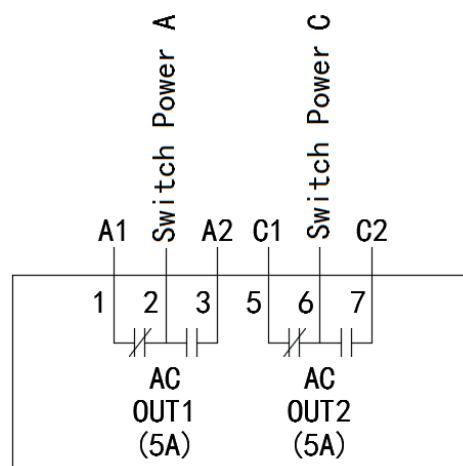 Switch Power A
Switch Power C
A1 A2 C1 C2
1 2 3 5 6 7
AC AC
OUT1 OUT2
(5A) (5A)